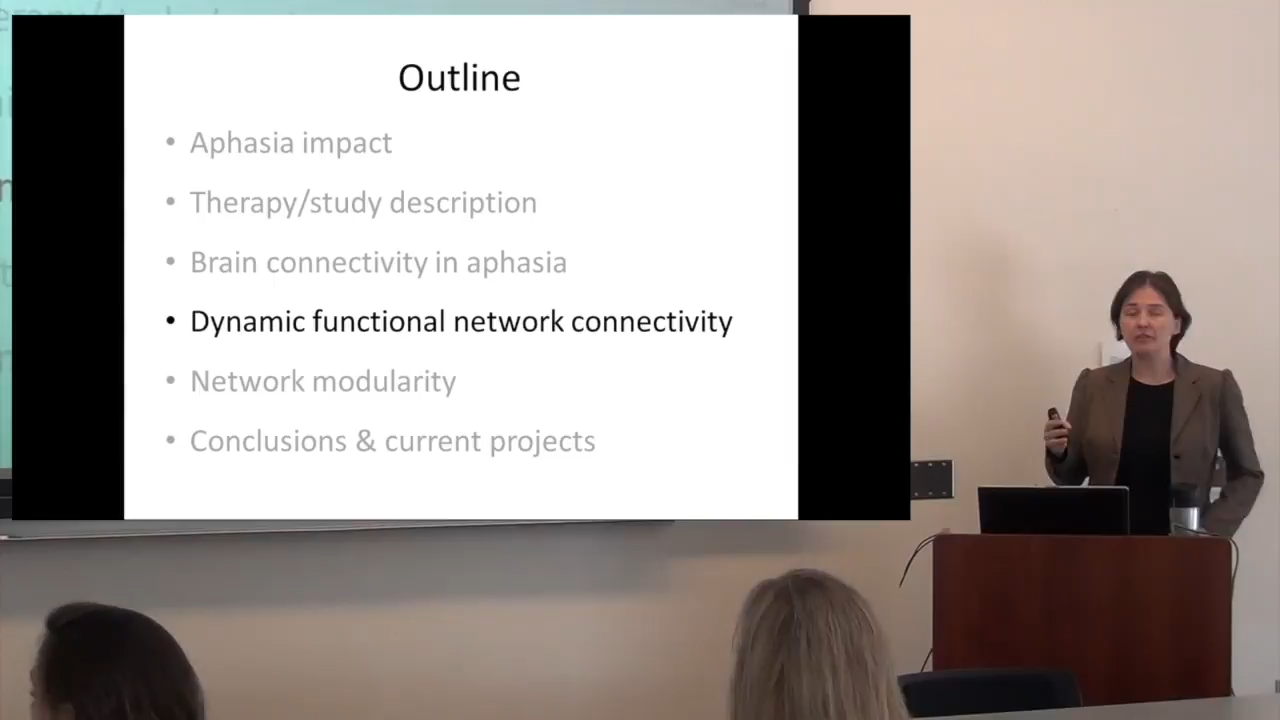 Outline
• Aphasia impact
• Therapy/study description
• Brain connectivity in aphasia
• Dynamic functional network connectivity
• Network modularity
• Conclusions & current projects